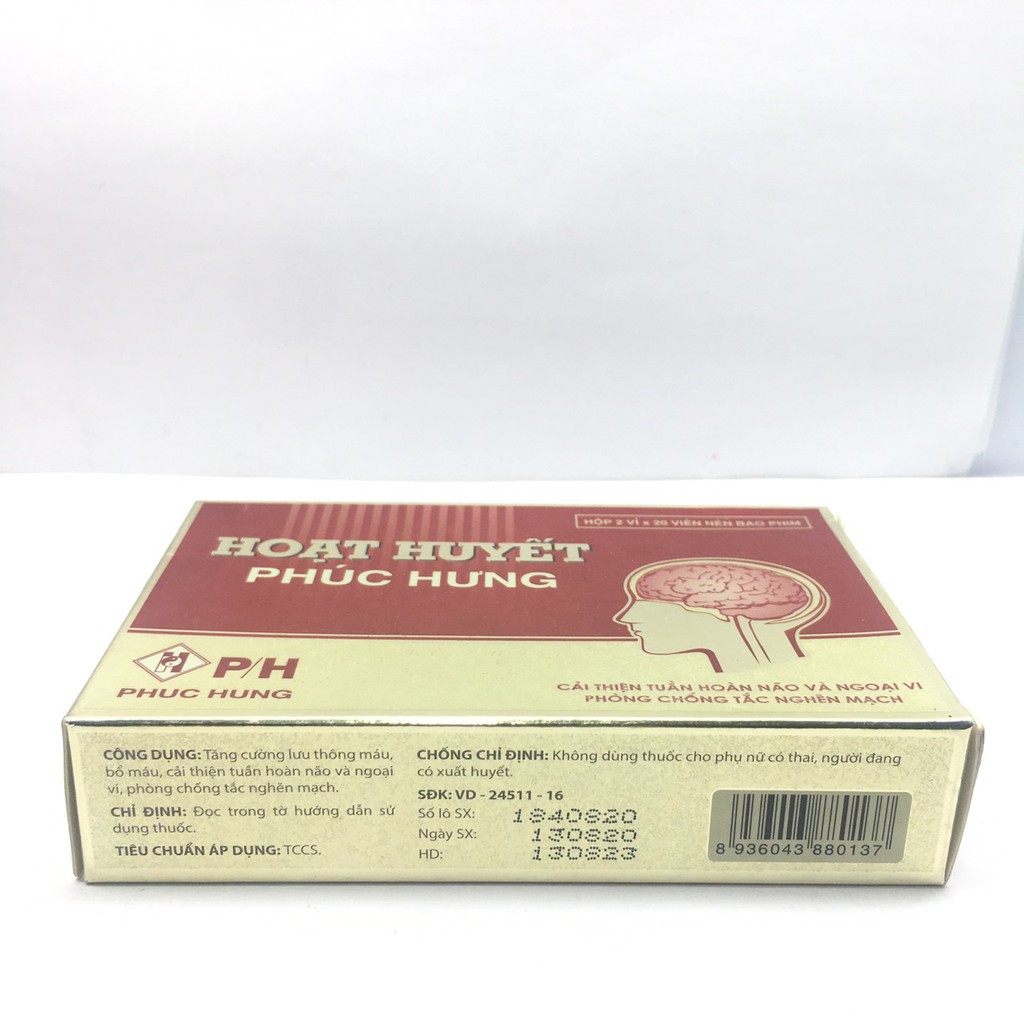 HỘP 2 VỈ x 20 VIÊN NÉN BAO PHIM
HOẠT HUYẾT
PHÚC HƯNG
P/H
PHUC HUNG
CẢI THIỆN TUẦN HOÀN NÃO VÀ NGOẠI VI
PHÒNG CHỐNG TẮC NGHẼN MẠCH
CÔNG DỤNG: Tăng cường lưu thông máu,
bổ máu, cải thiện tuần hoàn não và ngoại
vi, phòng chống tắc nghẽn mạch.
CHỈ ĐỊNH: Đọc trong tờ hướng dẫn sử
dụng thuốc.
TIÊU CHUẨN ÁP DỤNG: TCCS.
CHỐNG CHỈ ĐỊNH: Không dùng thuốc cho phụ nữ có thai, người đang
có xuất huyết.
SĐK: VD - 24511 - 16
Số lô SX: 1840820
Ngày SX: 130820
HD: 130823
8 936043 880137